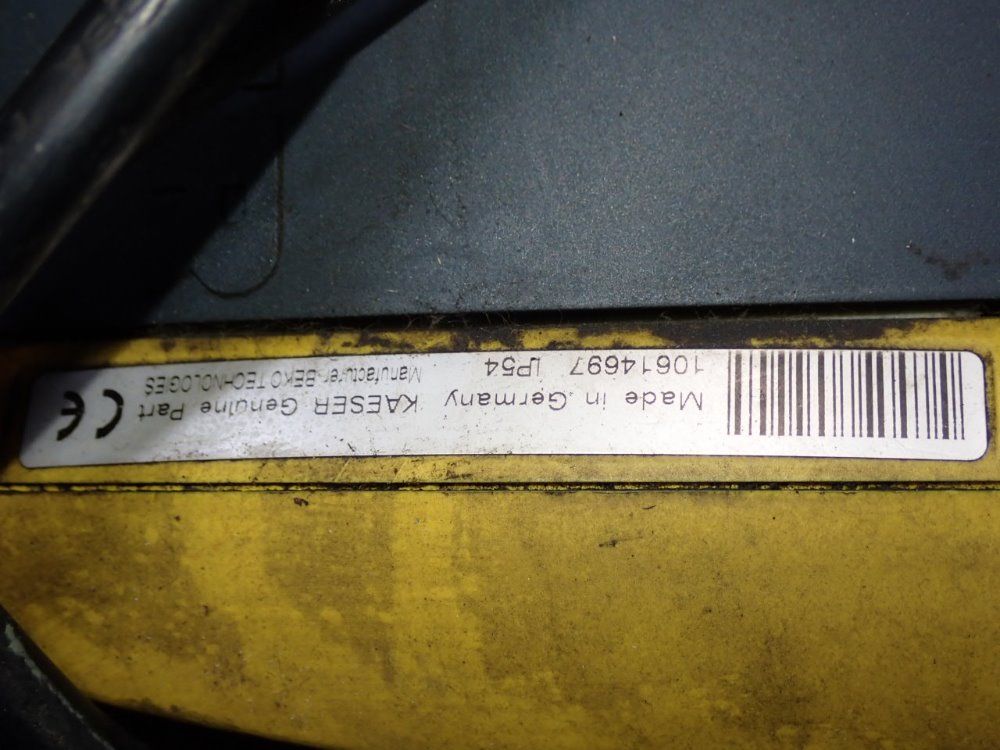 Made in Germany KAESER Genuine Part CE
10614697 IP54 Manufacturer BEKO TECHNOLOGIES